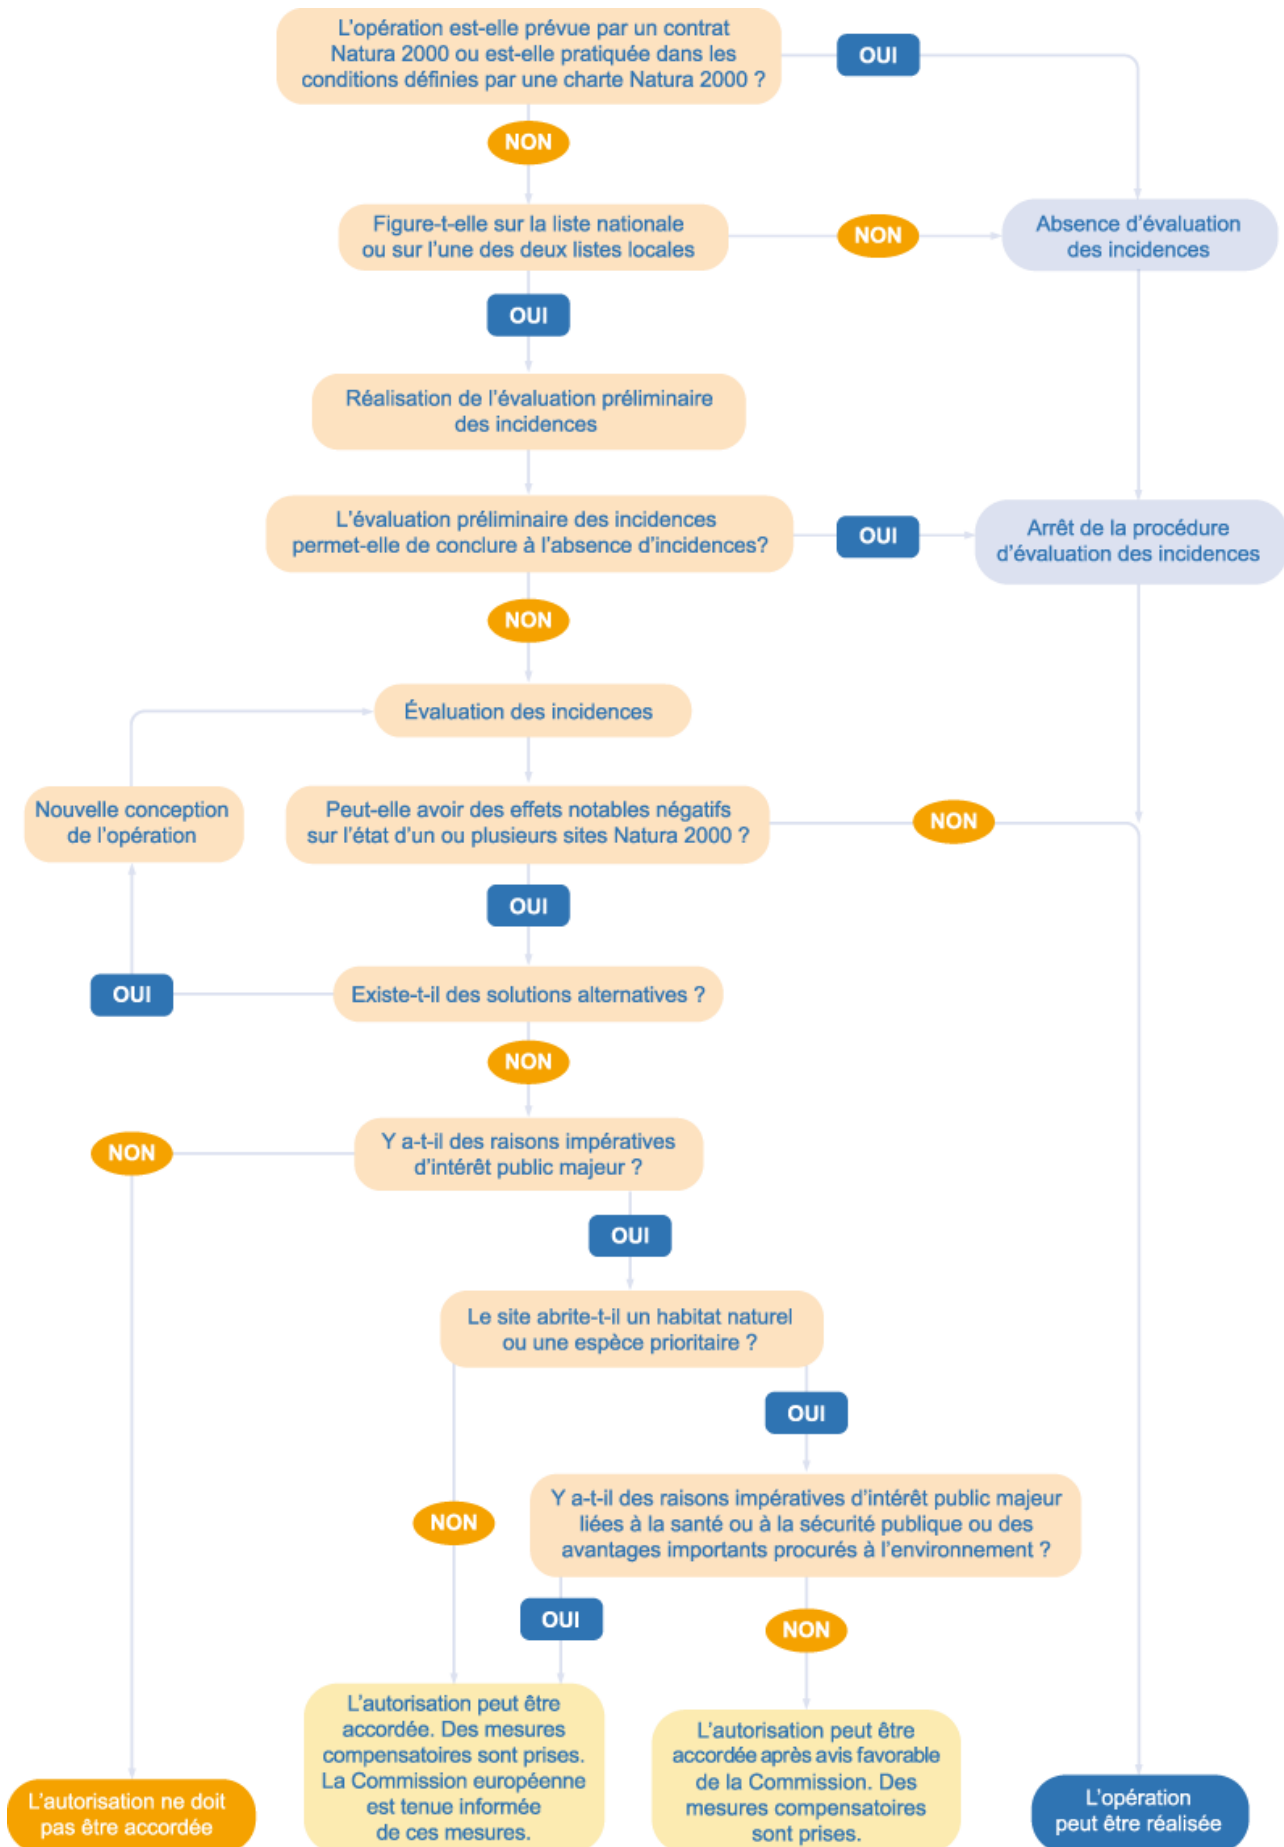 L'opération est-elle prévue par un contrat
Natura 2000 ou est-elle pratiquée dans les
conditions définies par une charte Natura 2000 ?
OUI
NON
Figure-t-elle sur la liste nationale
ou sur l'une des deux listes locales
NON
Absence d'évaluation
des incidences
OUI
Réalisation de l'évaluation préliminaire
des incidences
L'évaluation préliminaire des incidences
permet-elle de conclure à l'absence d'incidences?
OUI
Arrêt de la procédure
d'évaluation des incidences
NON
Évaluation des incidences
Nouvelle conception
de l'opération
Peut-elle avoir des effets notables négatifs
sur l'état d'un ou plusieurs sites Natura 2000 ?
NON
OUI
OUI
Existe-t-il des solutions alternatives ?
NON
NON
Y a-t-il des raisons impératives
d'intérêt public majeur ?
OUI
Le site abrite-t-il un habitat naturel
ou une espèce prioritaire ?
OUI
NON
Y a-t-il des raisons impératives d'intérêt public majeur
liées à la santé ou à la sécurité publique ou des
avantages importants procurés à l'environnement ?
OUI
NON
L'autorisation ne doit
pas être accordée
L'autorisation peut être
accordée. Des mesures
compensatoires sont prises.
La Commission européenne
est tenue informée
de ces mesures.
L'autorisation peut être
accordée après avis favorable
de la Commission. Des
mesures compensatoires
sont prises.
L'opération
peut être réalisée